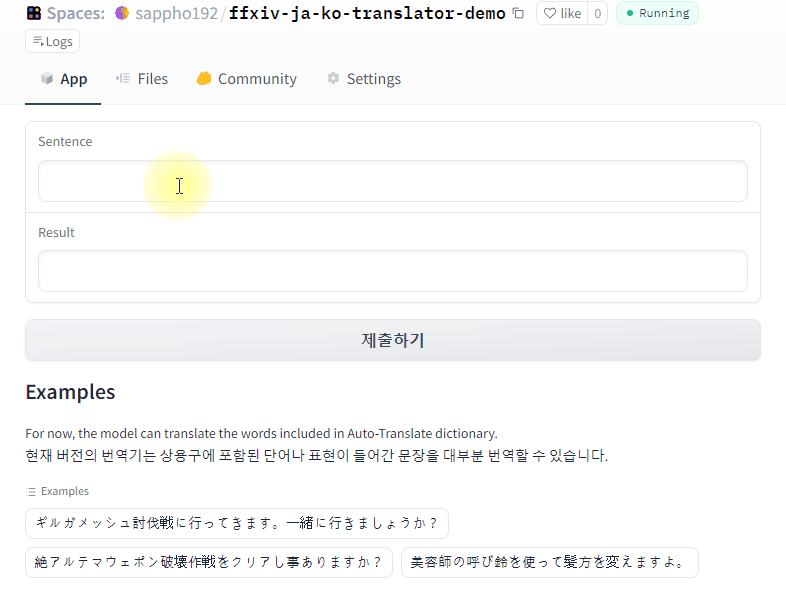 Spaces: sappho192/ffxiv-ja-ko-translator-demo like 0 Running
Logs
App Files Community Settings
Sentence
Result
제출하기
Examples
For now, the model can translate the words included in Auto-Translate dictionary.
현재 버전의 번역기는 상용구에 포함된 단어나 표현이 들어간 문장을 대부분 번역할 수 있습니다.
Examples
ギルガメッシュ討伐戦に行ってきます。一緒に行きましょうか？
絶アルテマウェポン破壊作戦をクリアし事ありますか？ 美容師の呼び鈴を使って髪方を変えますよ。